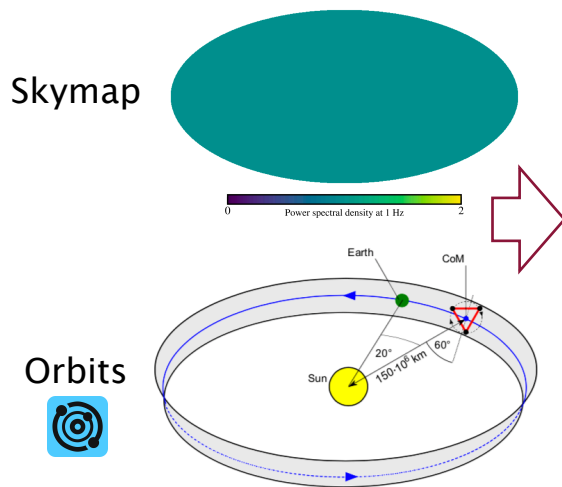 Skymap
0
Power spectral density at 1 Hz
2
Earth
CoM
20°
60°
150·10⁶ km
Sun
Orbits